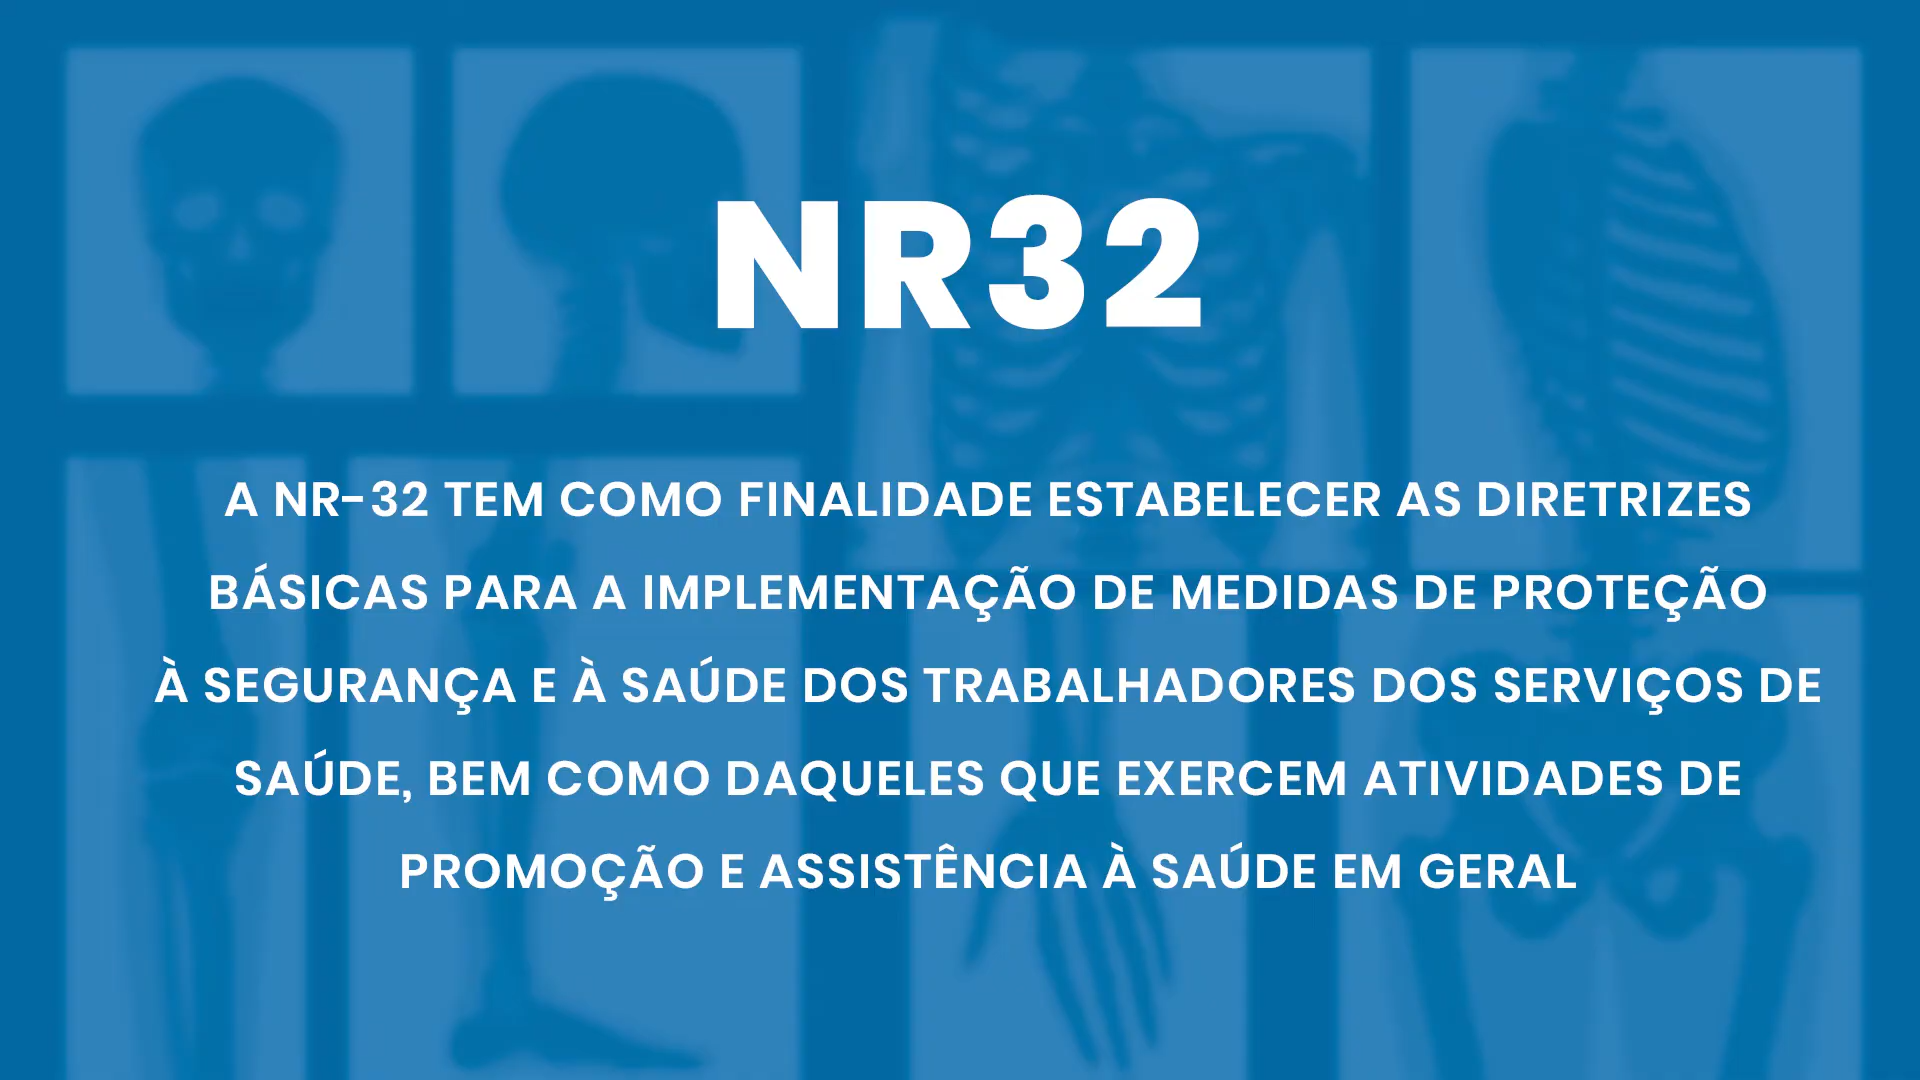 NR32
A NR-32 TEM COMO FINALIDADE ESTABELECER AS DIRETRIZES
BÁSICAS PARA A IMPLEMENTAÇÃO DE MEDIDAS DE PROTEÇÃO
À SEGURANÇA E À SAÚDE DOS TRABALHADORES DOS SERVIÇOS DE
SAÚDE, BEM COMO DAQUELES QUE EXERCEM ATIVIDADES DE
PROMOÇÃO E ASSISTÊNCIA À SAÚDE EM GERAL